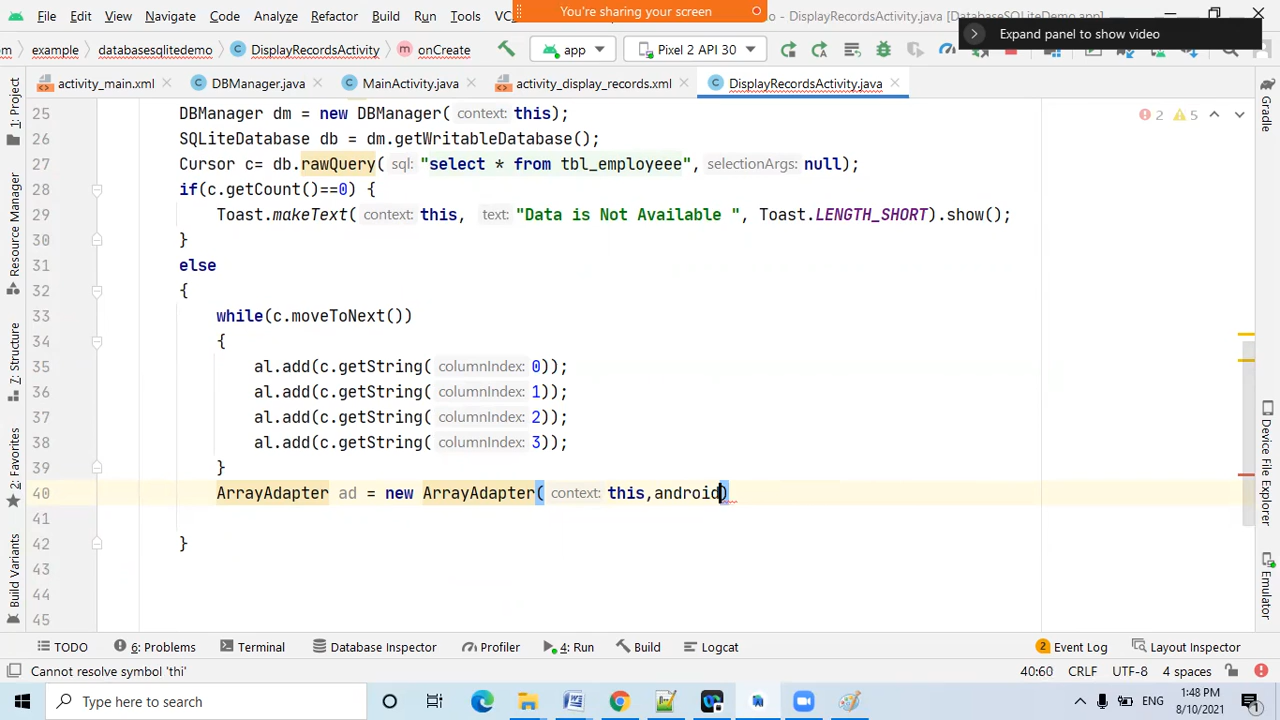 File Edit View Navigate Code Analyze Refactor Build Run Tools VC
You're sharing your screen
DisplayRecordsActivity.java [DatabaseSQLiteDemo.app]
Expand panel to show video
example databasesqlitedemo DisplayRecordsActivity onCreate app Pixel 2 API 30
activity_main.xml DBManager.java MainActivity.java activity_display_records.xml DisplayRecordsActivity.java
2 5
25 DBManager dm = new DBManager( context: this);
26 SQLiteDatabase db = dm.getWritableDatabase();
27 Cursor c= db.rawQuery( sql: "select * from tbl_employeee", selectionArgs: null);
28 if(c.getCount()==0) {
29 Toast.makeText( context: this, text: "Data is Not Available ", Toast.LENGTH_SHORT).show();
30 }
31 else
32 {
33 while(c.moveToNext())
34 {
35 al.add(c.getString( columnIndex: 0));
36 al.add(c.getString( columnIndex: 1));
37 al.add(c.getString( columnIndex: 2));
38 al.add(c.getString( columnIndex: 3));
39 }
40 ArrayAdapter ad = new ArrayAdapter( context: this,android)
41
42 }
43
44
45
1: Project
Resource Manager
Z: Structure
2: Favorites
Build Variants
Gradle
Device File Explorer
Emulator
TODO 6: Problems Terminal Database Inspector Profiler 4: Run Build Logcat 2 Event Log Layout Inspector
Cannot resolve symbol 'thi' 40:60 CRLF UTF-8 4 spaces
Type here to search ENG 1:48 PM
8/10/2021 1